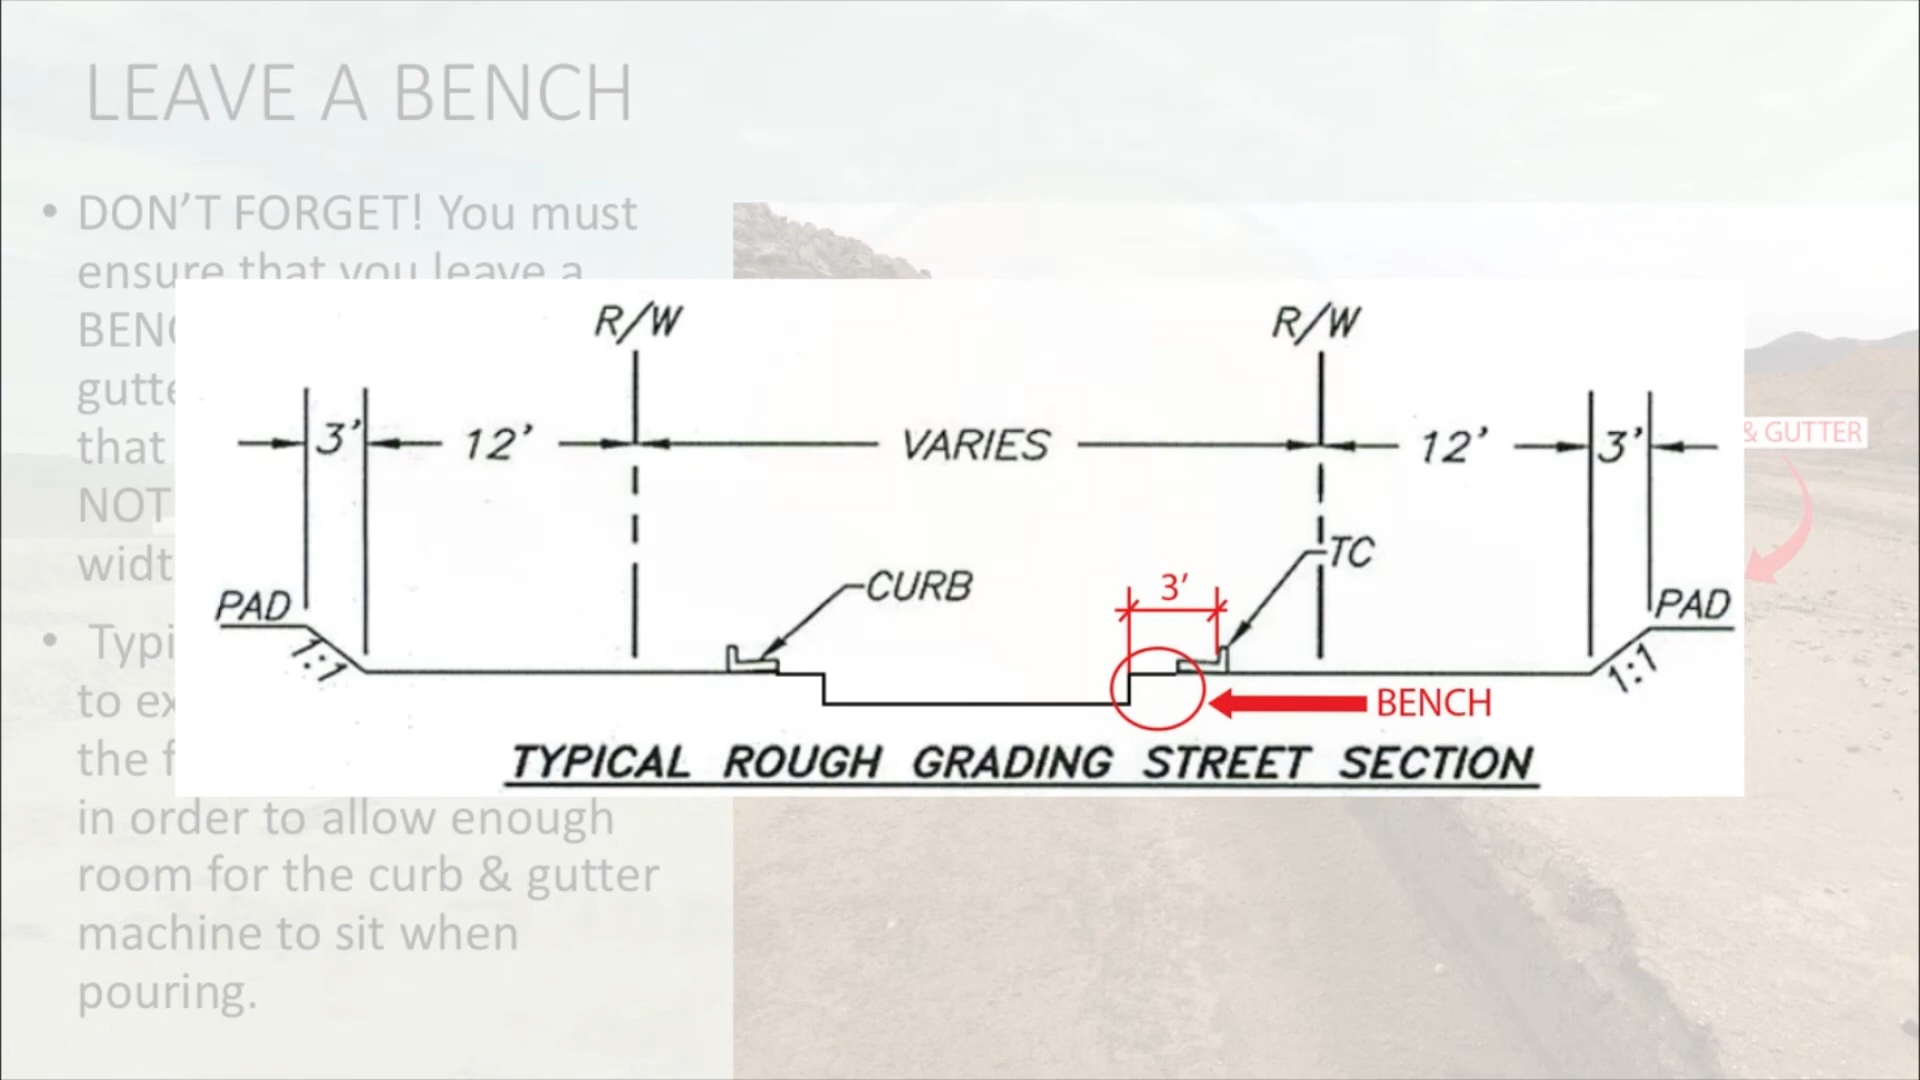 LEAVE A BENCH
• DON’T FORGET! You must
ensure that you leave a
gutte
that
NOT
widt
• Typi
to ex
the f
in order to allow enough
room for the curb & gutter
machine to sit when
pouring.
& GUTTER
R/W R/W
3’ 12’ VARIES 12’ 3’
CURB 3’ TC
PAD PAD
1:1 1:1
BENCH
TYPICAL ROUGH GRADING STREET SECTION